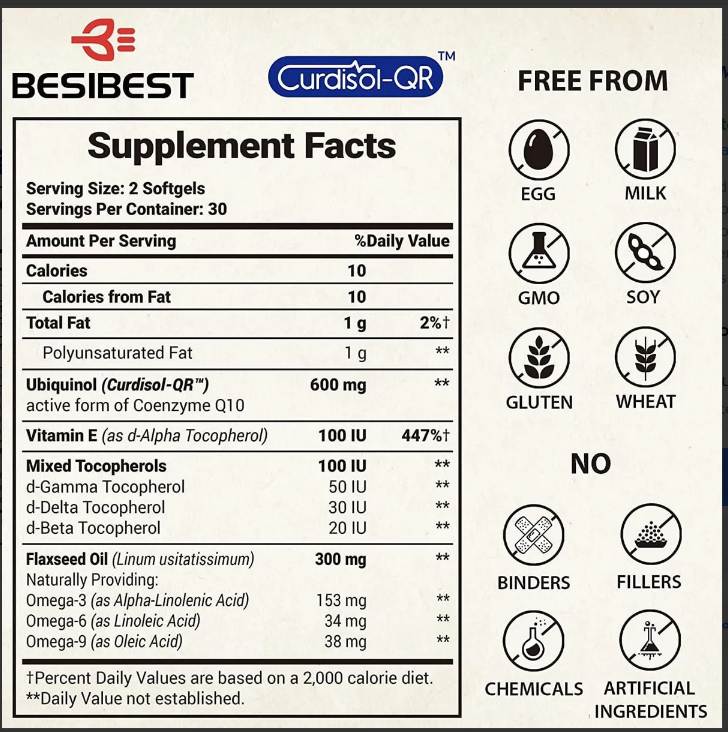 BESIBEST
Curdisol-QR™
Supplement Facts
Serving Size: 2 Softgels
Servings Per Container: 30
Amount Per Serving %Daily Value
Calories 10
Calories from Fat 10
Total Fat 1 g 2%†
Polyunsaturated Fat 1 g **
Ubiquinol (Curdisol-QR™) 600 mg **
active form of Coenzyme Q10
Vitamin E (as d-Alpha Tocopherol) 100 IU 447%†
Mixed Tocopherols 100 IU **
d-Gamma Tocopherol 50 IU **
d-Delta Tocopherol 30 IU **
d-Beta Tocopherol 20 IU **
Flaxseed Oil (Linum usitatissimum) 300 mg **
Naturally Providing:
Omega-3 (as Alpha-Linolenic Acid) 153 mg **
Omega-6 (as Linoleic Acid) 34 mg **
Omega-9 (as Oleic Acid) 38 mg **
†Percent Daily Values are based on a 2,000 calorie diet.
**Daily Value not established.
FREE FROM
EGG MILK
GMO SOY
GLUTEN WHEAT
NO
BINDERS FILLERS
CHEMICALS ARTIFICIAL
INGREDIENTS